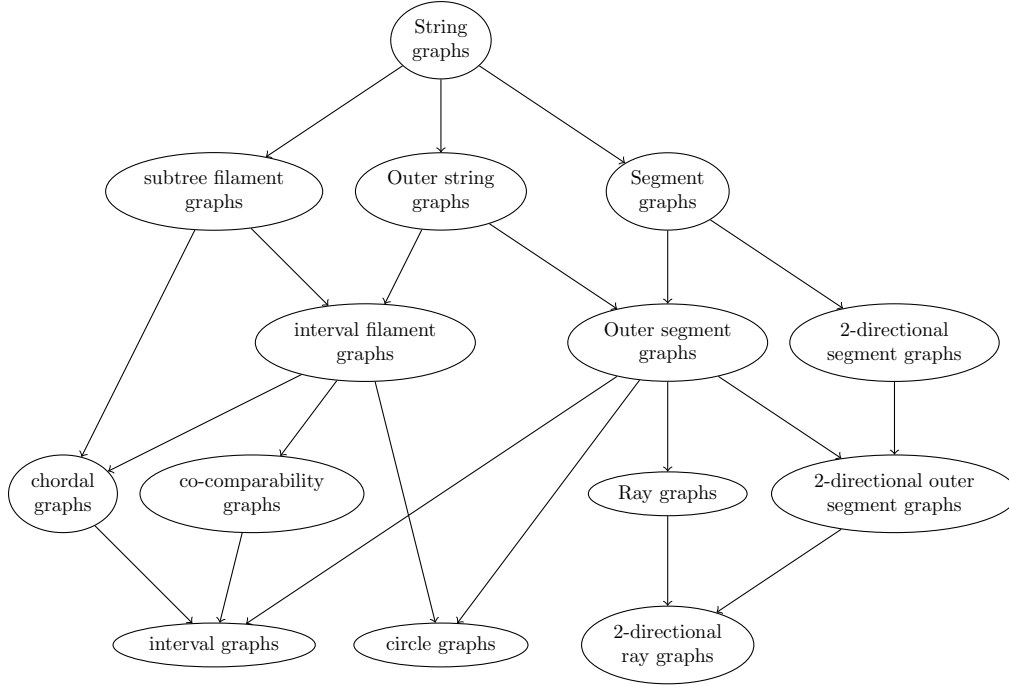 String
graphs
subtree filament
graphs
Outer string
graphs
Segment
graphs
interval filament
graphs
Outer segment
graphs
2-directional
segment graphs
chordal
graphs
co-comparability
graphs
Ray graphs
2-directional outer
segment graphs
interval graphs
circle graphs
2-directional
ray graphs